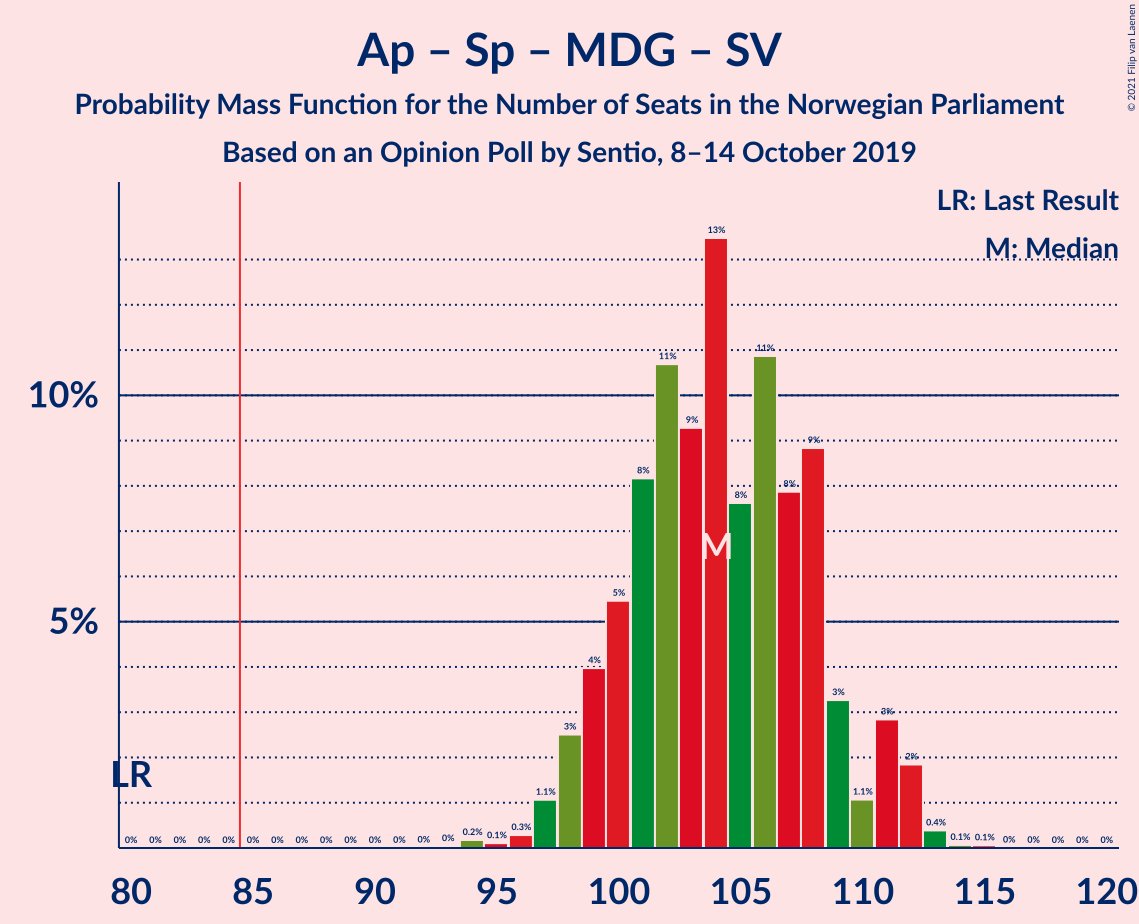 Ap – Sp – MDG – SV
Probability Mass Function for the Number of Seats in the Norwegian Parliament
Based on an Opinion Poll by Sentio, 8–14 October 2019
© 2021 Filip van Laenen
LR: Last Result
M: Median
10%
5%
LR
M
0% 0% 0% 0% 0% 0% 0% 0% 0% 0% 0% 0% 0% 0% 0.2% 0.1% 0.3% 1.1% 3% 4% 5% 8% 11% 9% 13% 8% 11% 8% 9% 3% 1.1% 3% 2% 0.4% 0.1% 0.1% 0% 0% 0% 0% 0%
80 85 90 95 100 105 110 115 120